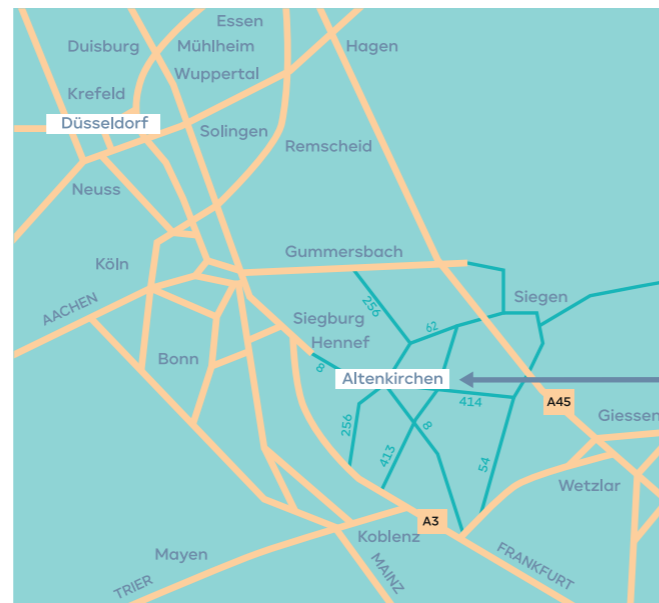 Essen
Duisburg
Mühlheim
Hagen
Wuppertal
Krefeld
Düsseldorf
Solingen
Remscheid
Neuss
Gummersbach
Köln
Siegen
AACHEN
256
Siegburg
62
Hennef
Bonn
8
Altenkirchen
414
A45
Giessen
256
8
413
54
Wetzlar
A3
Koblenz
Mayen
FRANKFURT
MAINZ
TRIER